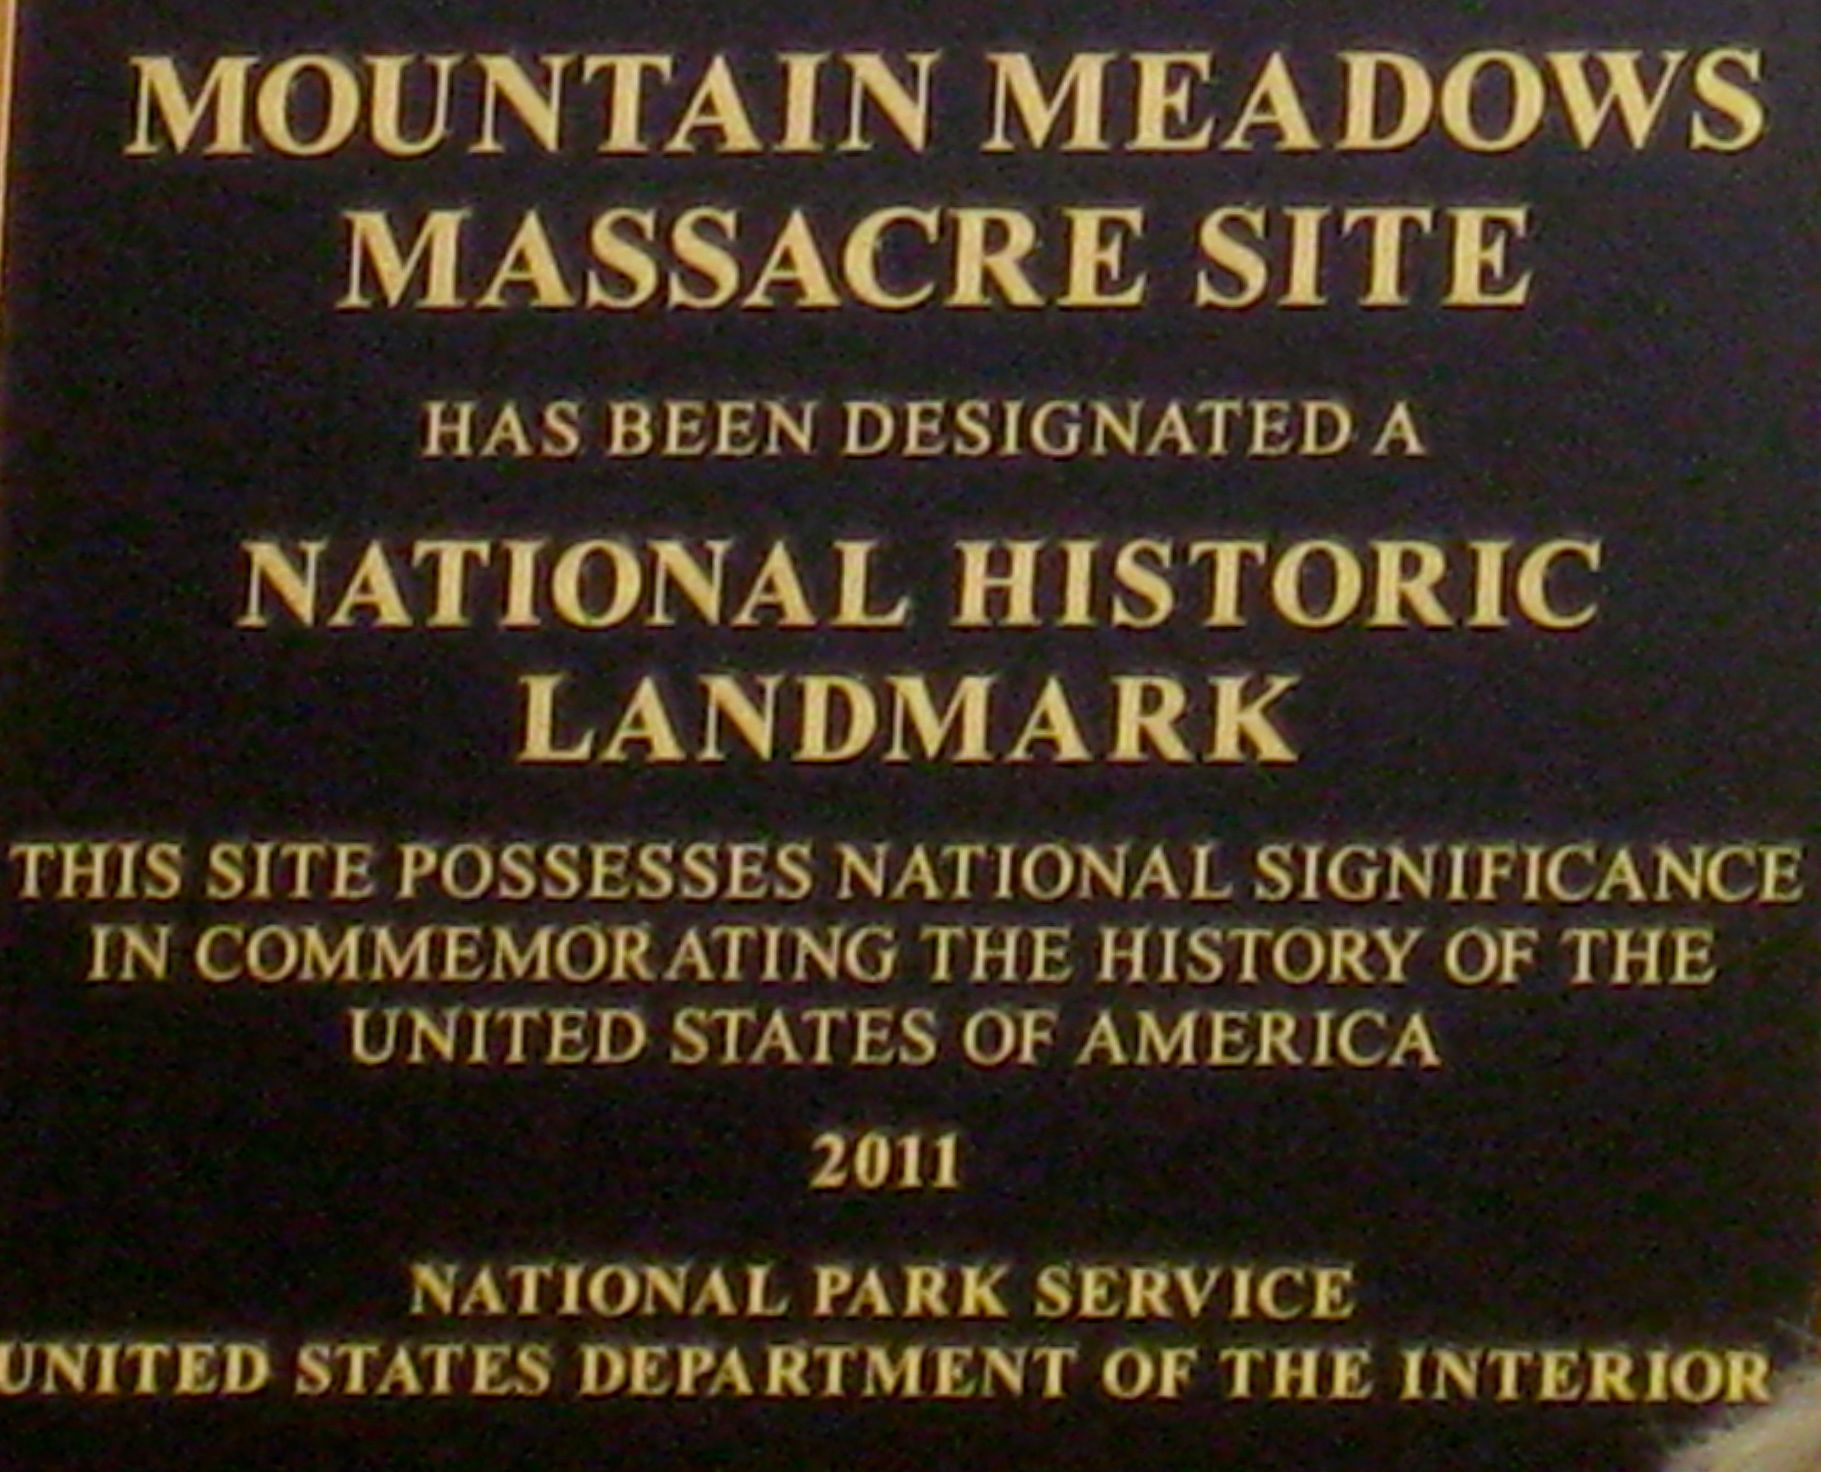 MOUNTAIN MEADOWS
MASSACRE SITE
HAS BEEN DESIGNATED A
NATIONAL HISTORIC
LANDMARK
THIS SITE POSSESSES NATIONAL SIGNIFICANCE
IN COMMEMORATING THE HISTORY OF THE
UNITED STATES OF AMERICA
2011
NATIONAL PARK SERVICE
UNITED STATES DEPARTMENT OF THE INTERIOR